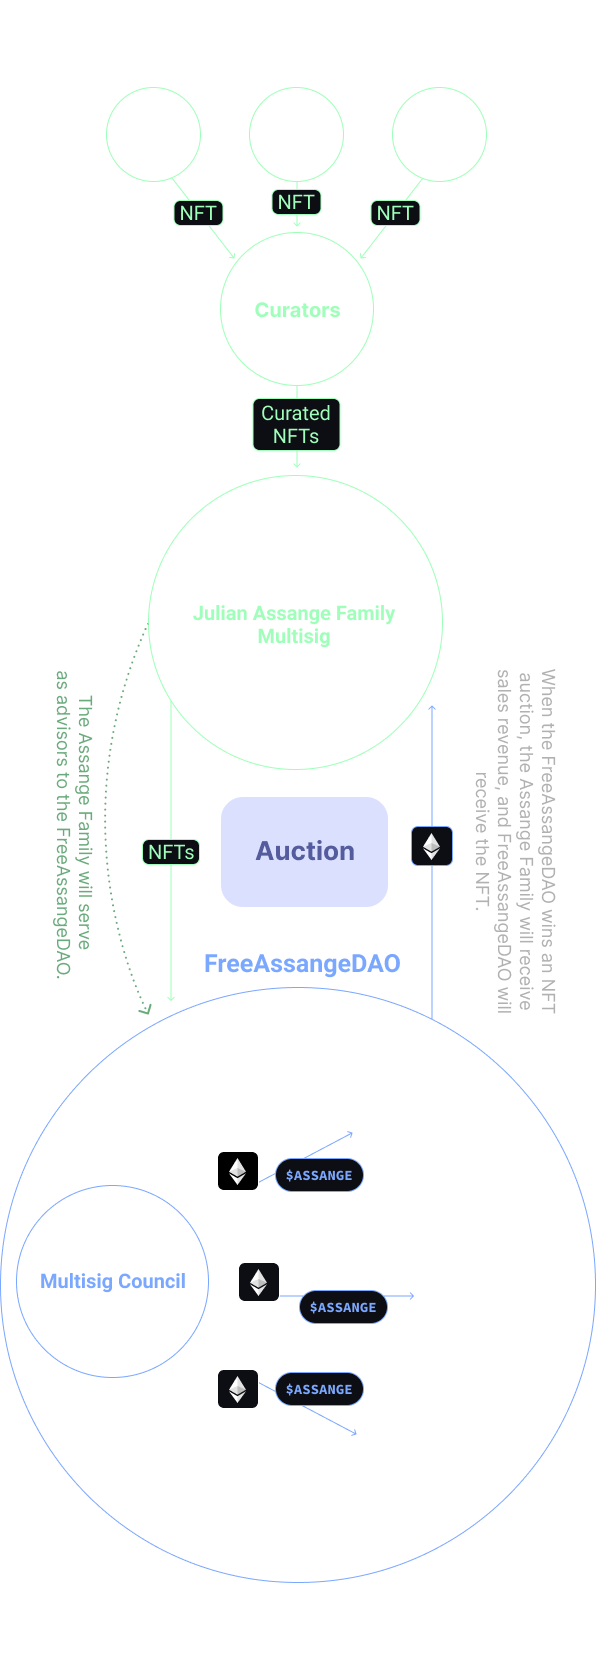 NFT
NFT
NFT
Curators
Curated
NFTs
Julian Assange Family
Multisig
The Assange Family will serve
as advisors to the FreeAssangeDAO.
When the FreeAssangeDAO wins an NFT
auction, the Assange Family will receive
sales revenue, and FreeAssangeDAO will
receive the NFT.
NFTs
Auction
FreeAssangeDAO
$ASSANGE
Multisig Council
$ASSANGE
$ASSANGE